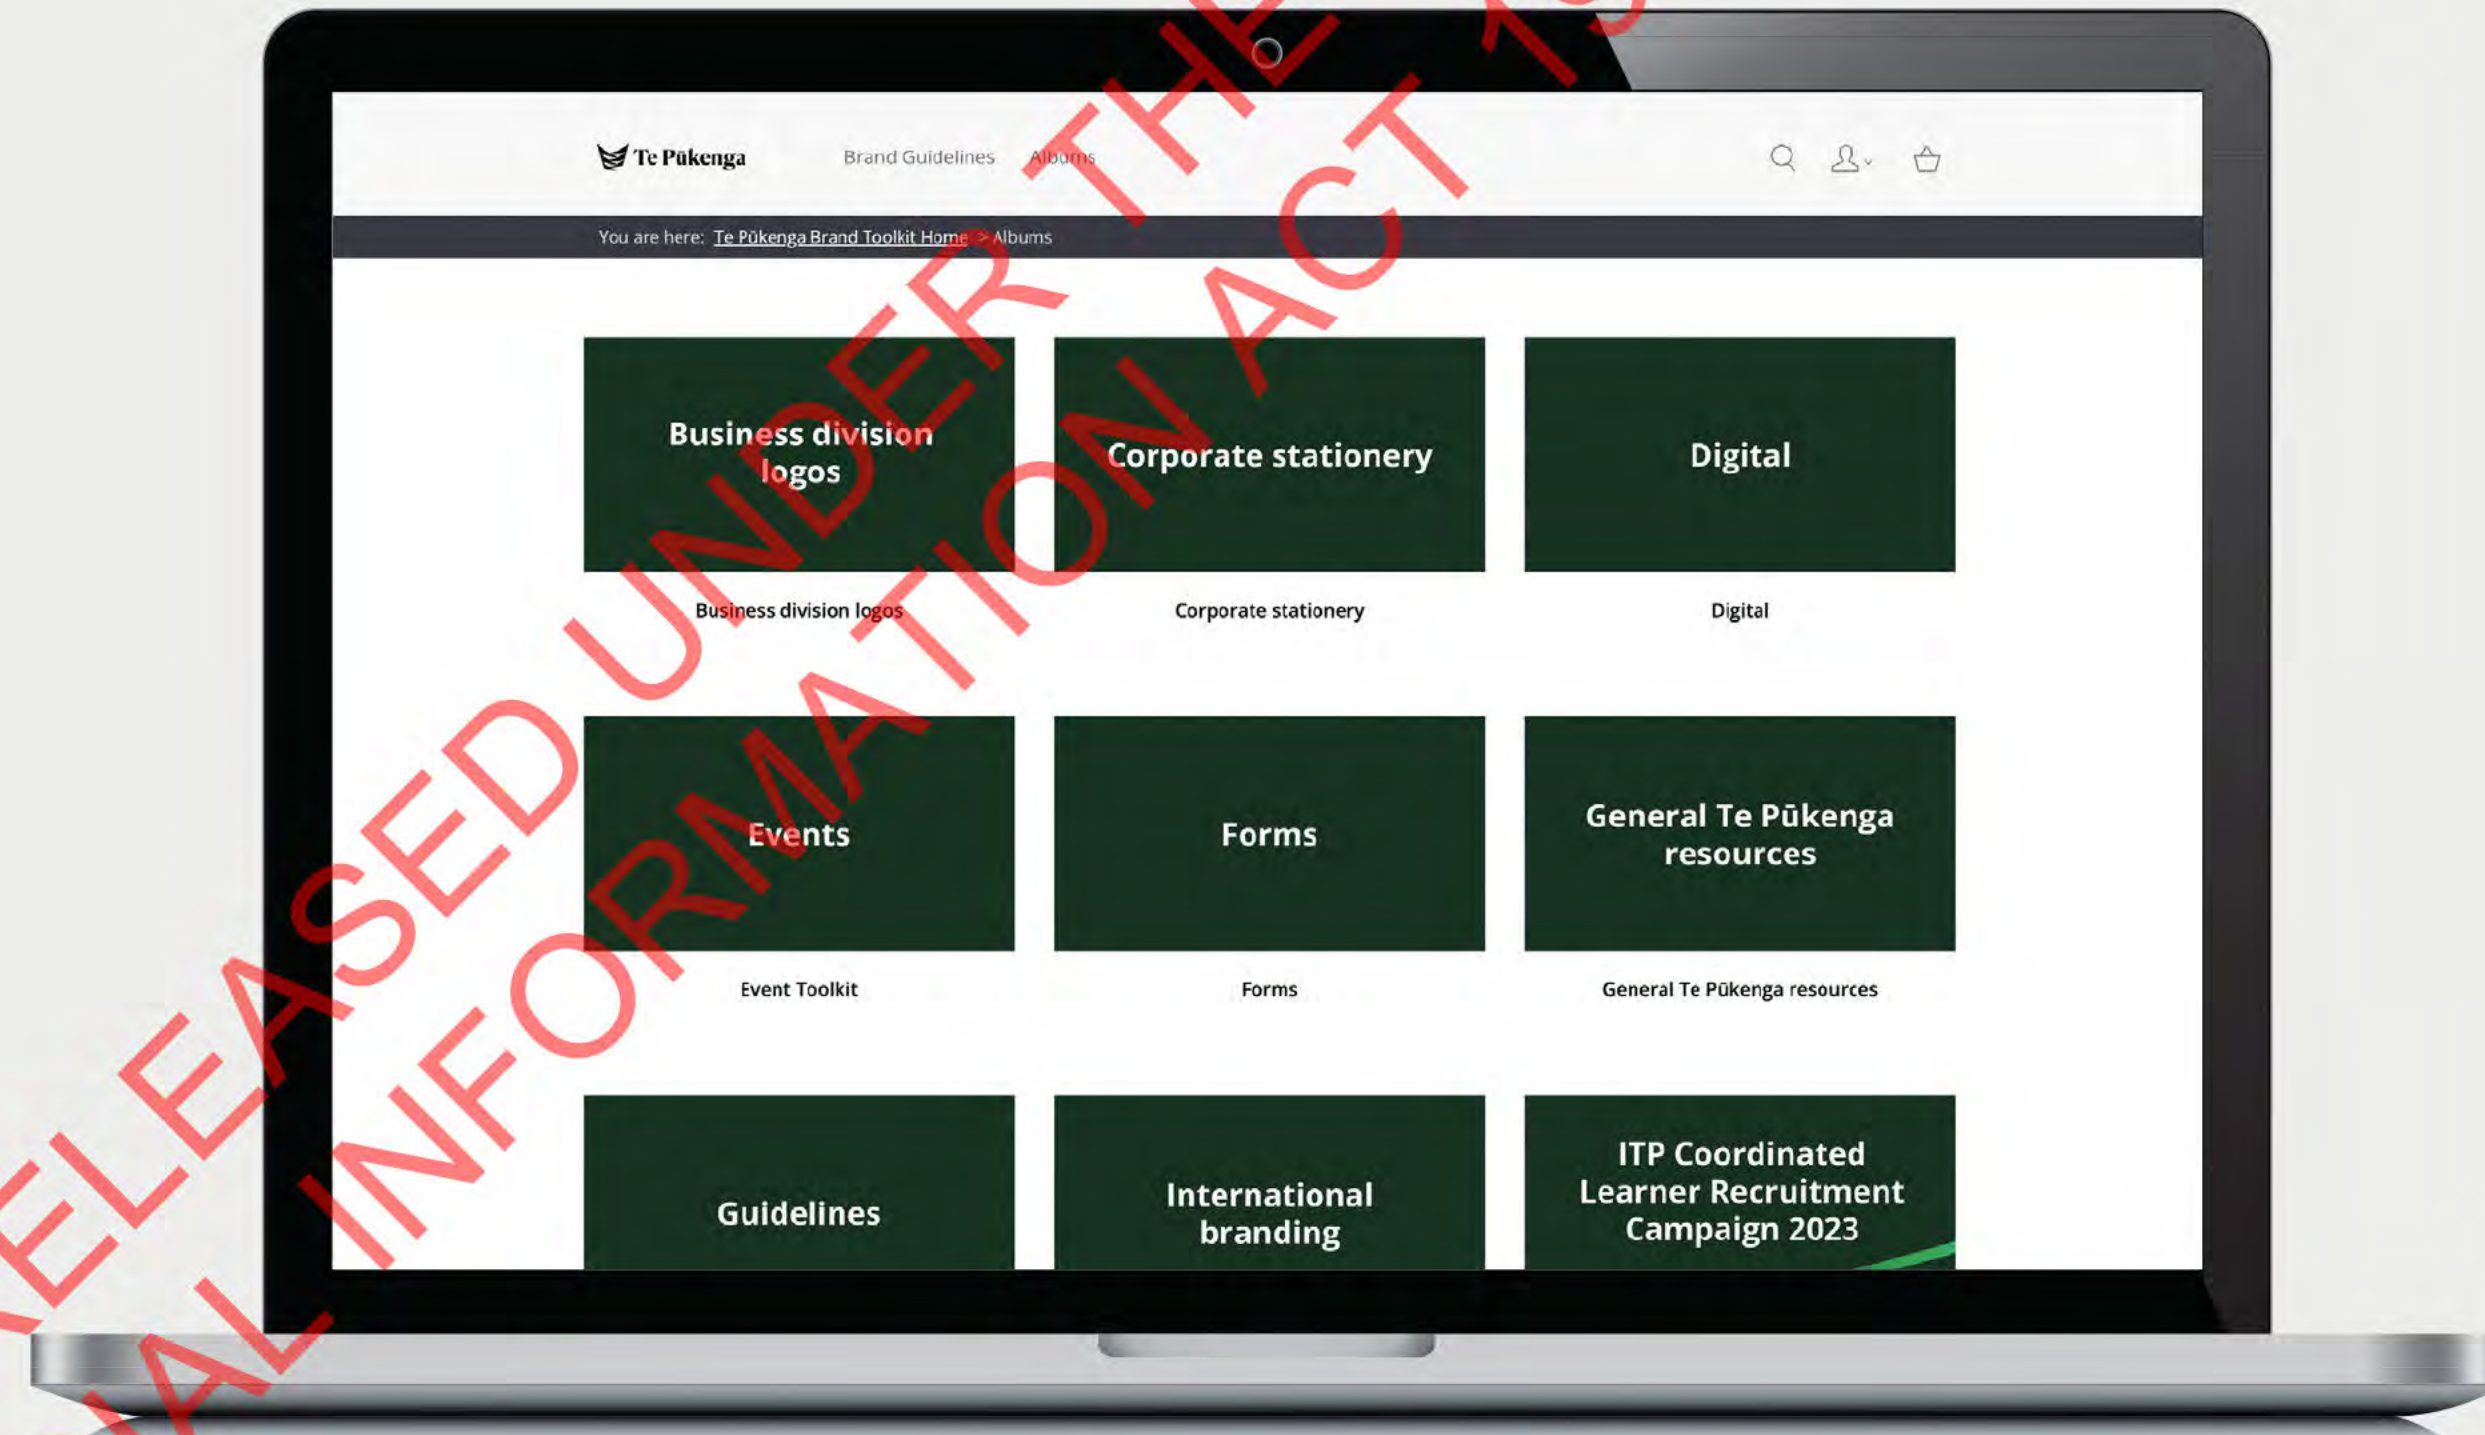 Te Pūkenga
Brand Guidelines
Albums
You are here: Te Pūkenga Brand Toolkit Home > Albums
Business division
logos
Corporate stationery
Digital
Business division logos
Corporate stationery
Digital
Events
Forms
General Te Pūkenga
resources
Event Toolkit
Forms
General Te Pūkenga resources
Guidelines
International
branding
ITP Coordinated
Learner Recruitment
Campaign 2023
RELEASED UNDER THE
INFORMATION ACT